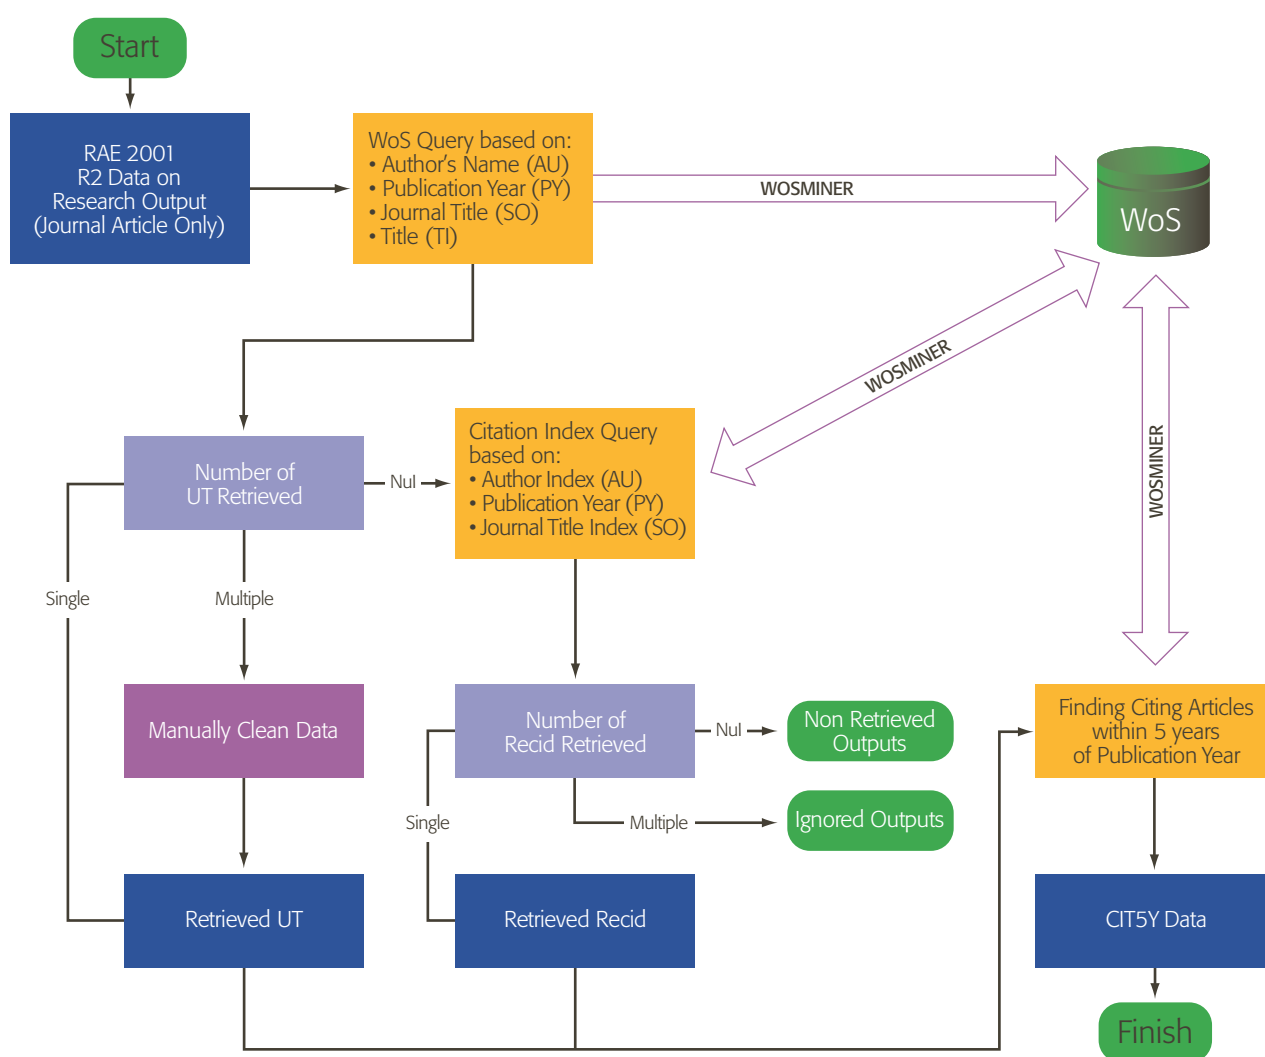 Start
RAE 2001
R2 Data on
Research Output
(Journal Article Only)
WoS Query based on:
• Author's Name (AU)
• Publication Year (PY)
• Journal Title (SO)
• Title (TI)
WOSMINER
WoS
WOSMINER
WOSMINER
Number of
UT Retrieved
Nul
Citation Index Query
based on:
• Author Index (AU)
• Publication Year (PY)
• Journal Title Index (SO)
Single
Multiple
Manually Clean Data
Number of
Recid Retrieved
Nul
Non Retrieved
Outputs
Finding Citing Articles
within 5 years
of Publication Year
Single
Multiple
Ignored Outputs
Retrieved UT
Retrieved Recid
CIT5Y Data
Finish